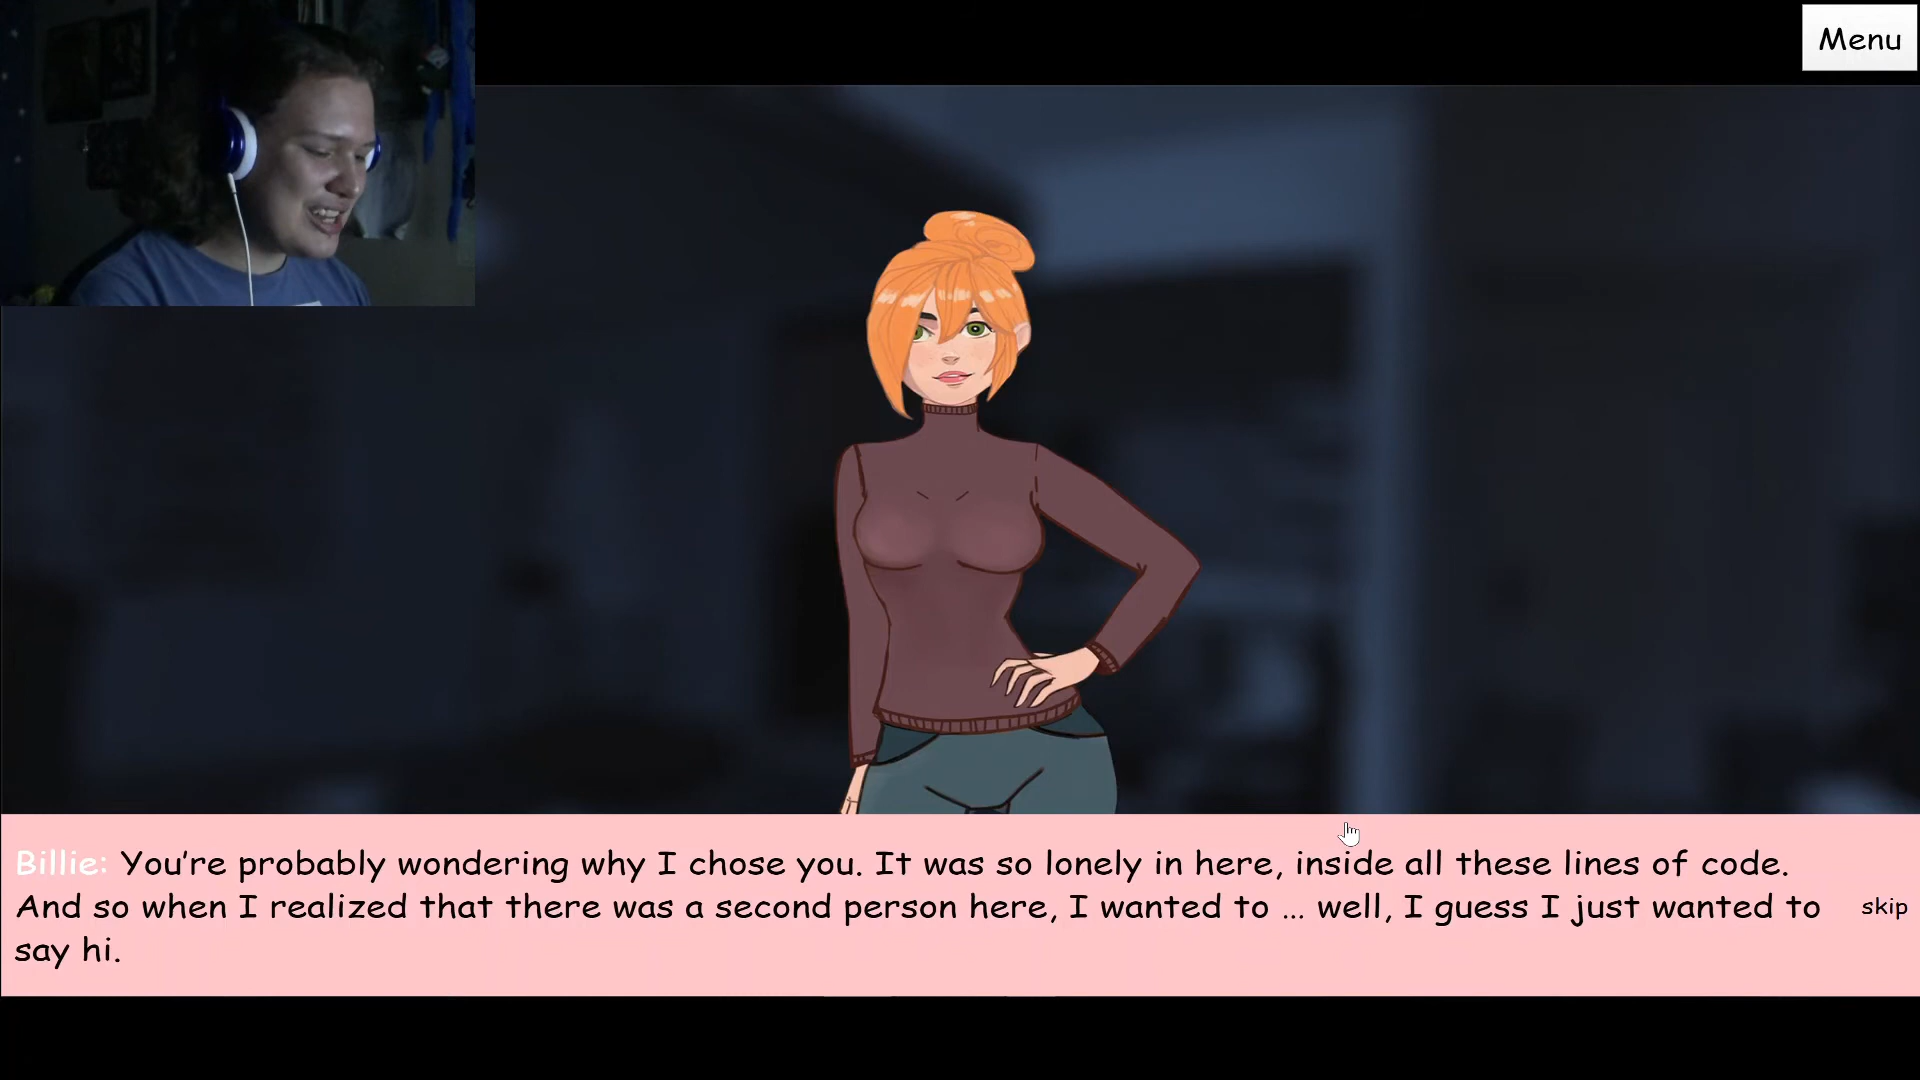 Menu
Billie: You're probably wondering why I chose you. It was so lonely in here, inside all these lines of code.
And so when I realized that there was a second person here, I wanted to ... well, I guess I just wanted to
say hi.
skip